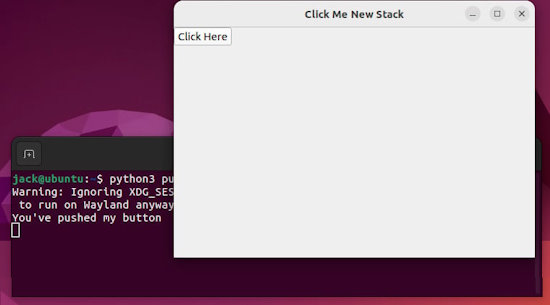 Click Me New Stack
Click Here
jack@ubuntu:~$ python3 pu
Warning: Ignoring XDG_SES
to run on Wayland anyway
You've pushed my button